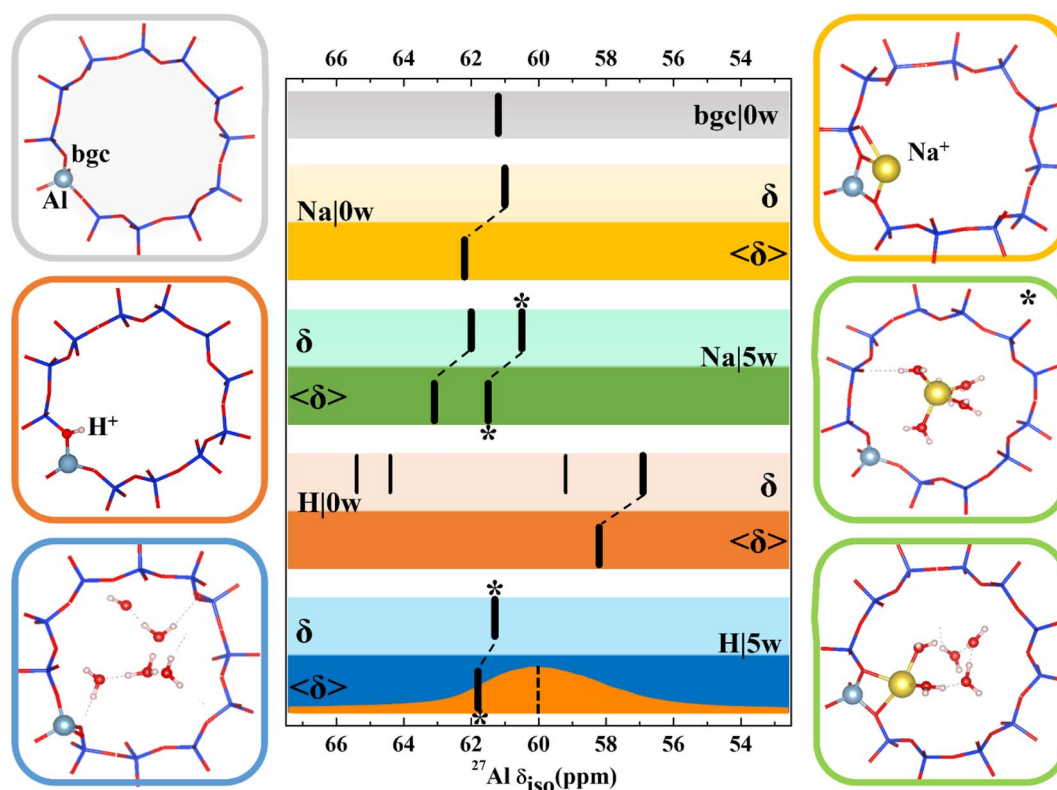 66 64 62 60 58 56 54
bgc
Al
bgc|0w
Na⁺
Na|0w
δ
<δ>
*
*
δ
Na|5w
<δ>
*
H⁺
H|0w
δ
<δ>
*
δ
H|5w
<δ>
*
66 64 62 60 58 56 54
²⁷Al δiso(ppm)